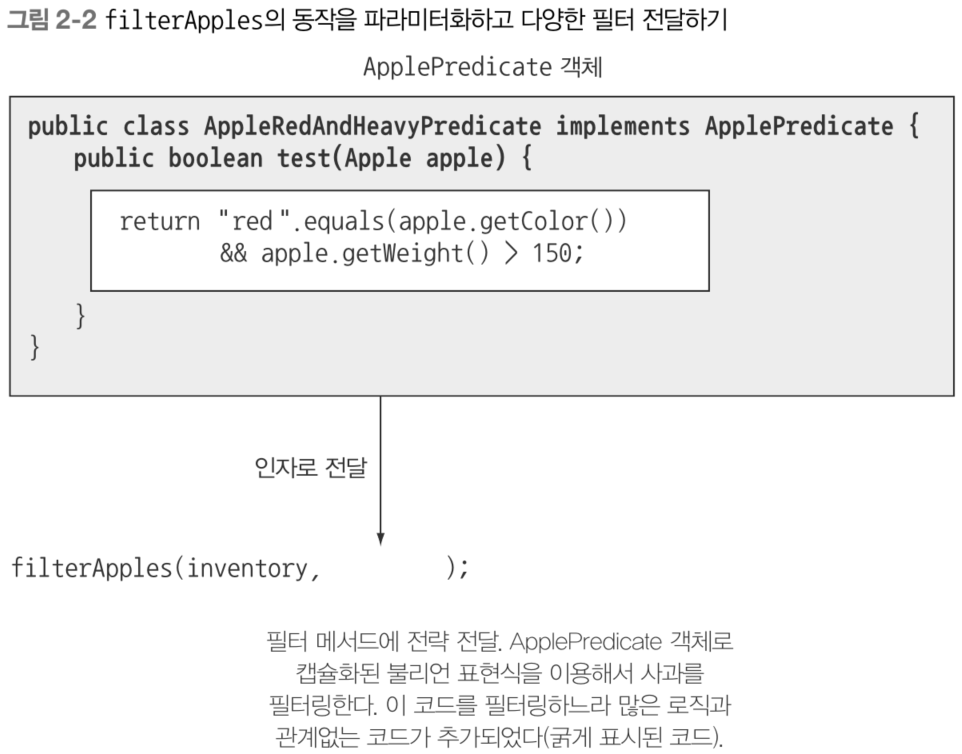 그림 2-2 filterApples의 동작을 파라미터화하고 다양한 필터 전달하기
ApplePredicate 객체
public class AppleRedAndHeavyPredicate implements ApplePredicate {
public boolean test(Apple apple) {
return "red".equals(apple.getColor())
&& apple.getWeight() > 150;
}
}
인자로 전달
filterApples(inventory, );
필터 메서드에 전략 전달. ApplePredicate 객체로
캡슐화된 불리언 표현식을 이용해서 사과를
필터링한다. 이 코드를 필터링하느라 많은 로직과
관계없는 코드가 추가되었다(굵게 표시된 코드).